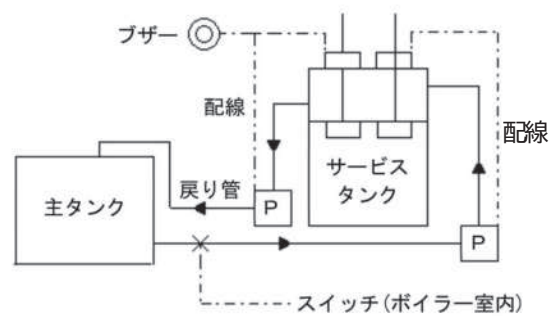 ブザー
配線
配線
サービス
タンク
戻り管
主タンク
P
P
スイッチ(ボイラー室内)